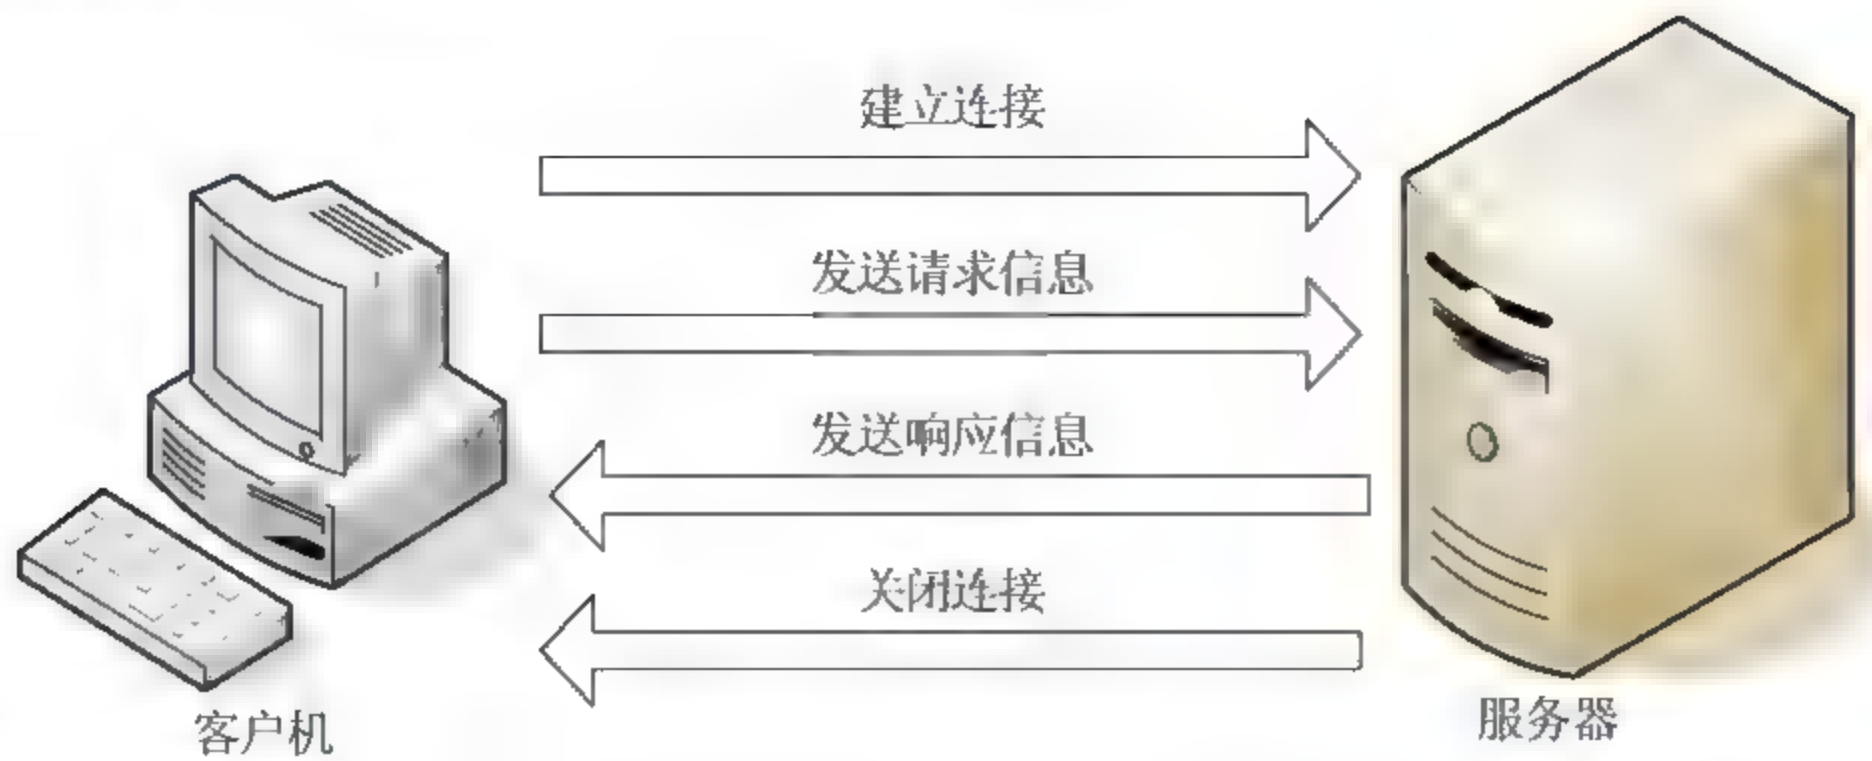 建立连接
发送请求信息
发送响应信息
关闭连接
客户机
服务器